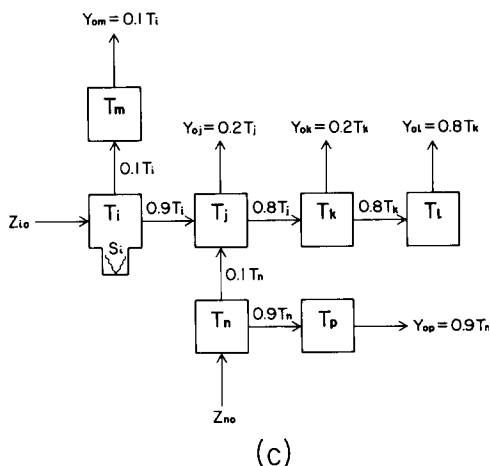 Yom = 0.1 Ti
Tm
Yoj = 0.2 Tj
Yok = 0.2 Tk
Yol = 0.8 Tk
0.1 Ti
Zio
Ti
Si
0.9 Ti
Tj
0.8 Tj
Tk
0.8 Tk
Tl
0.1 Tn
Tn
0.9 Tn
Tp
Yop = 0.9 Tn
Zno
(c)